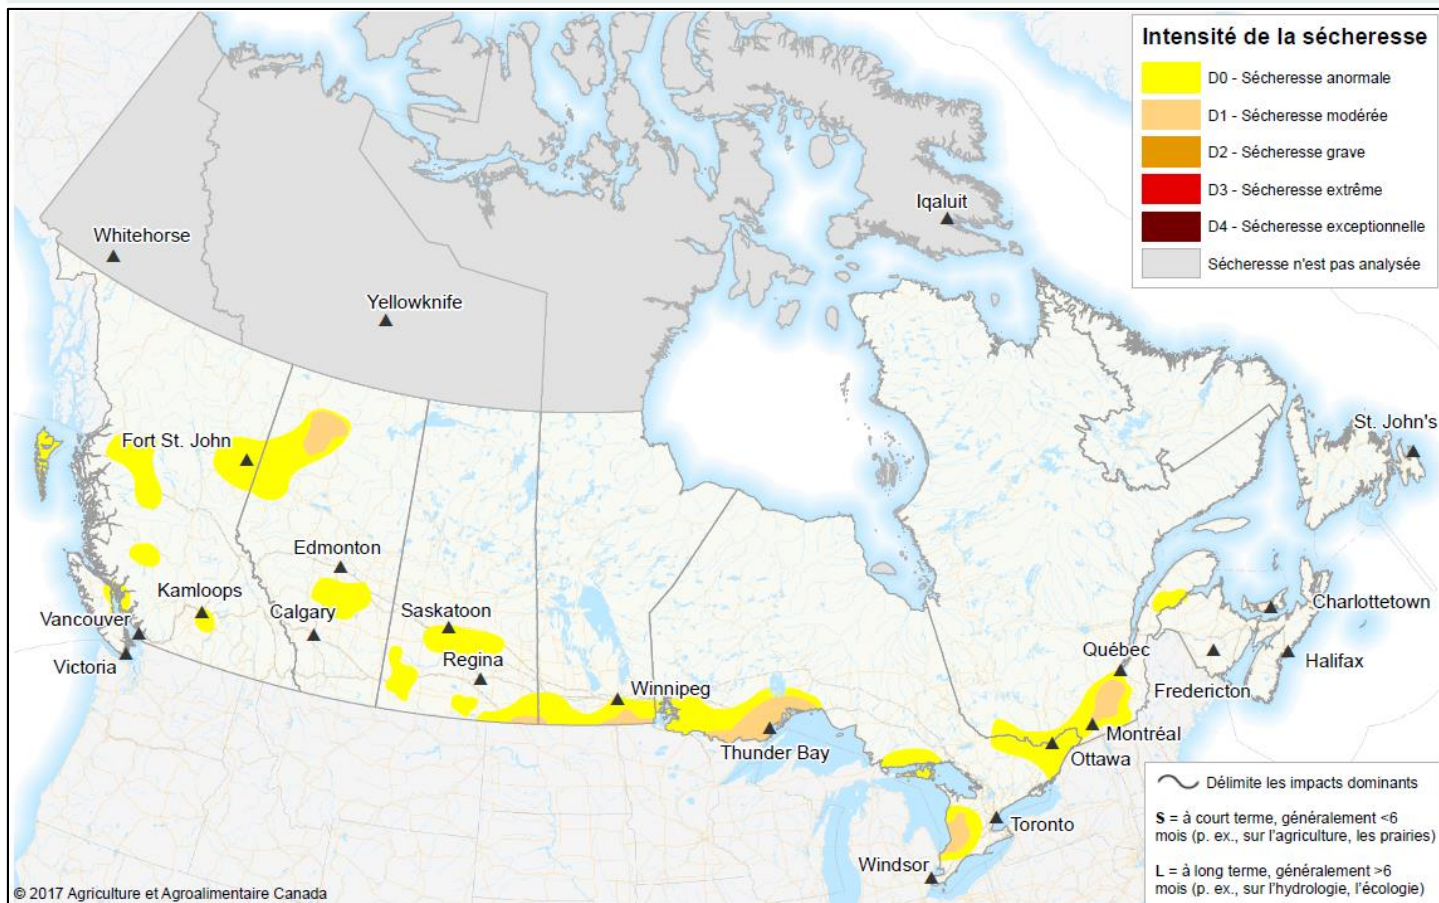 Intensité de la sécheresse
D0 - Sécheresse anormale
D1 - Sécheresse modérée
D2 - Sécheresse grave
D3 - Sécheresse extrême
D4 - Sécheresse exceptionnelle
Sécheresse n'est pas analysée
Iqaluit
Whitehorse
Yellowknife
Fort St. John
St. John's
Edmonton
Kamloops
Calgary
Saskatoon
Vancouver
Charlottetown
Victoria
Regina
Québec
Halifax
Winnipeg
Fredericton
Montréal
Thunder Bay
Ottawa
Toronto
Windsor
Délimite les impacts dominants
S = à court terme, généralement <6
mois (p. ex., sur l'agriculture, les prairies)
L = à long terme, généralement >6
mois (p. ex., sur l'hydrologie, l'écologie)
© 2017 Agriculture et Agroalimentaire Canada